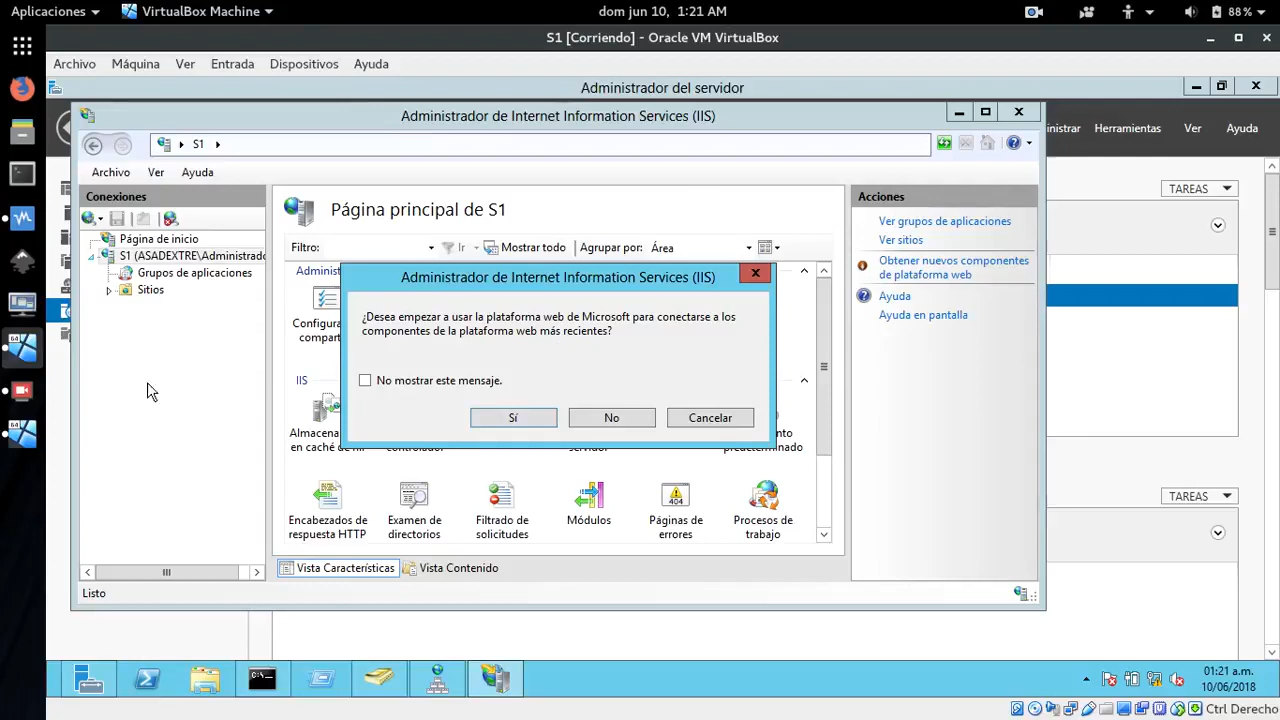 Aplicaciones
VirtualBox Machine
dom jun 10, 1:21 AM
88%
S1 [Corriendo] - Oracle VM VirtualBox
Archivo Máquina Ver Entrada Dispositivos Ayuda
Administrador del servidor
Administrador de Internet Information Services (IIS)
S1
Herramientas Ver Ayuda
Archivo Ver Ayuda
Conexiones
Página de inicio
S1 (ASADEXTRE\Administrado
Grupos de aplicaciones
Sitios
Página principal de S1
Filtro:
Ir
Mostrar todo
Agrupar por:
Área
Administ
Configura
compart
IIS
Almacena
en caché de
controlador
servidor
predeterminado
Encabezados de
respuesta HTTP
Examen de
directorios
Filtrado de
solicitudes
Módulos
404
Páginas de
errores
Procesos de
trabajo
Vista Características
Vista Contenido
Listo
Administrador de Internet Information Services (IIS)
¿Desea empezar a usar la plataforma web de Microsoft para conectarse a los
componentes de la plataforma web más recientes?
No mostrar este mensaje.
Sí
No
Cancelar
Acciones
Ver grupos de aplicaciones
Ver sitios
Obtener nuevos componentes
de plataforma web
Ayuda
Ayuda en pantalla
TAREAS
TAREAS
01:21 a.m.
10/06/2018
Ctrl Derecho